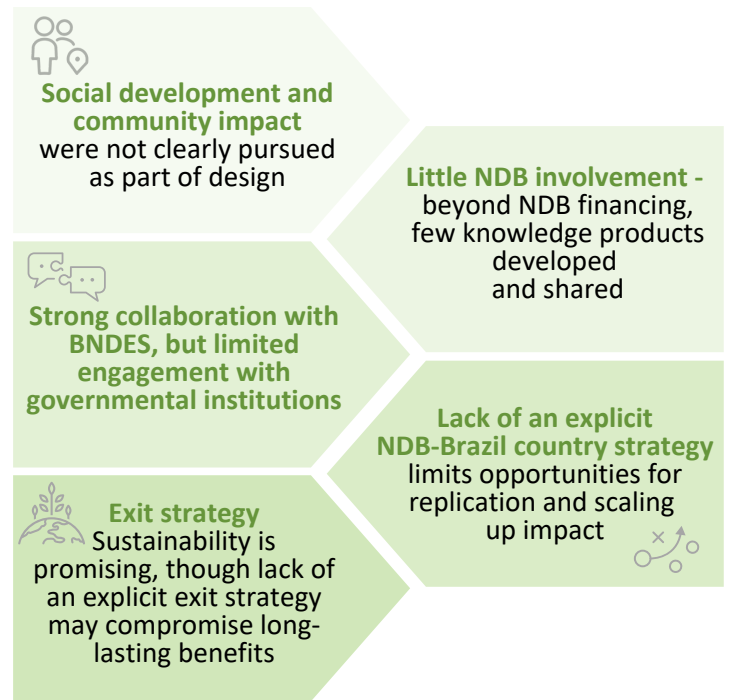 Social development and
community impact
were not clearly pursued
as part of design
Little NDB involvement -
beyond NDB financing,
few knowledge products
developed
and shared
Strong collaboration with
BNDES, but limited
engagement with
governmental institutions
Lack of an explicit
NDB-Brazil country strategy
limits opportunities for
replication and scaling
up impact
Exit strategy
Sustainability is
promising, though lack of
an explicit exit strategy
may compromise long-
lasting benefits